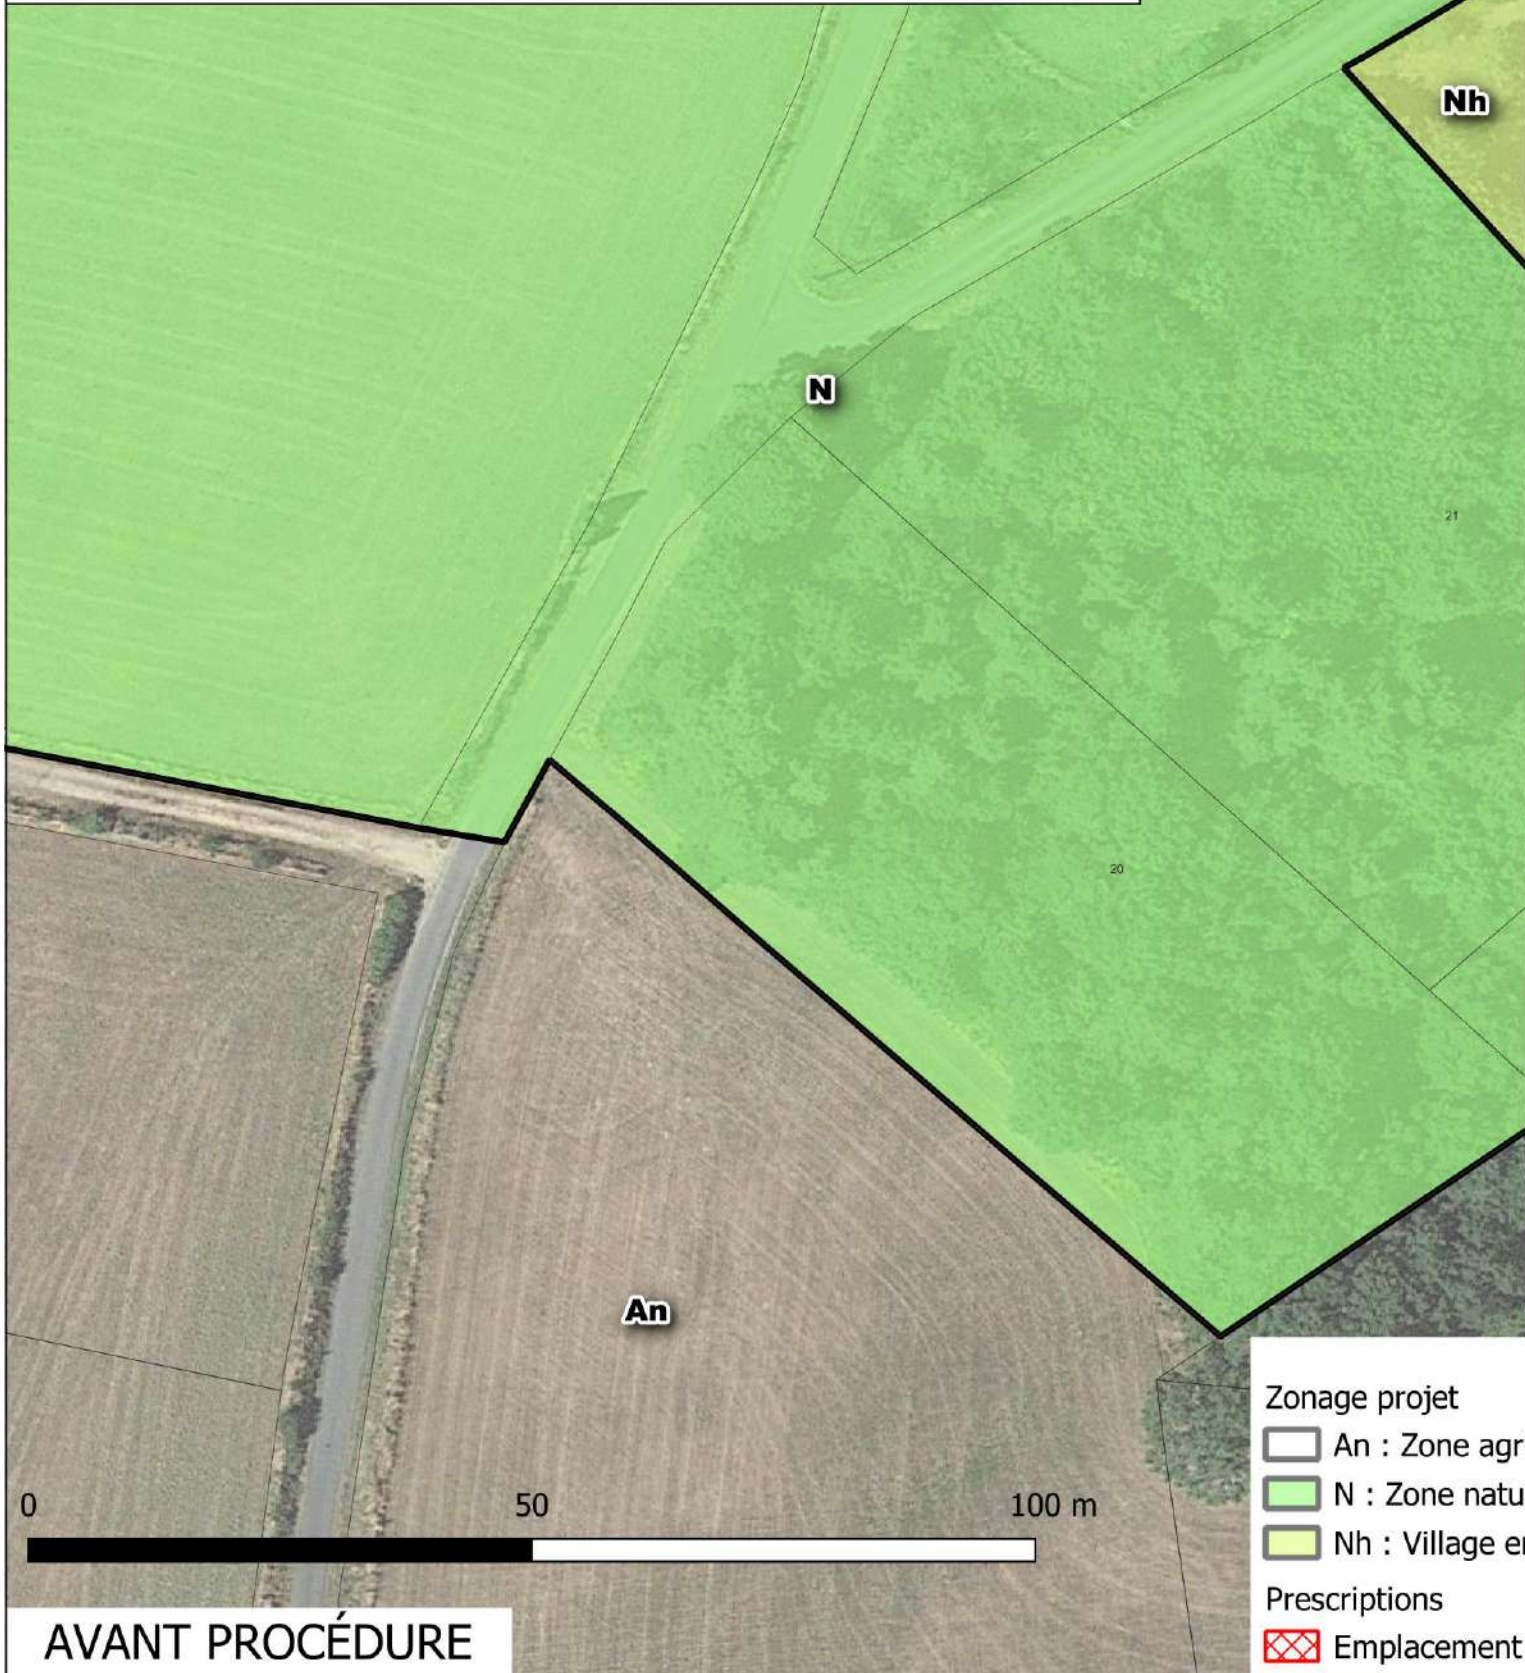 Nh
N
21
20
An
0 50 100 m
Zonage projet
An : Zone agr
N : Zone natu
Nh : Village
Prescriptions
Emplacement
AVANT PROCÉDURE